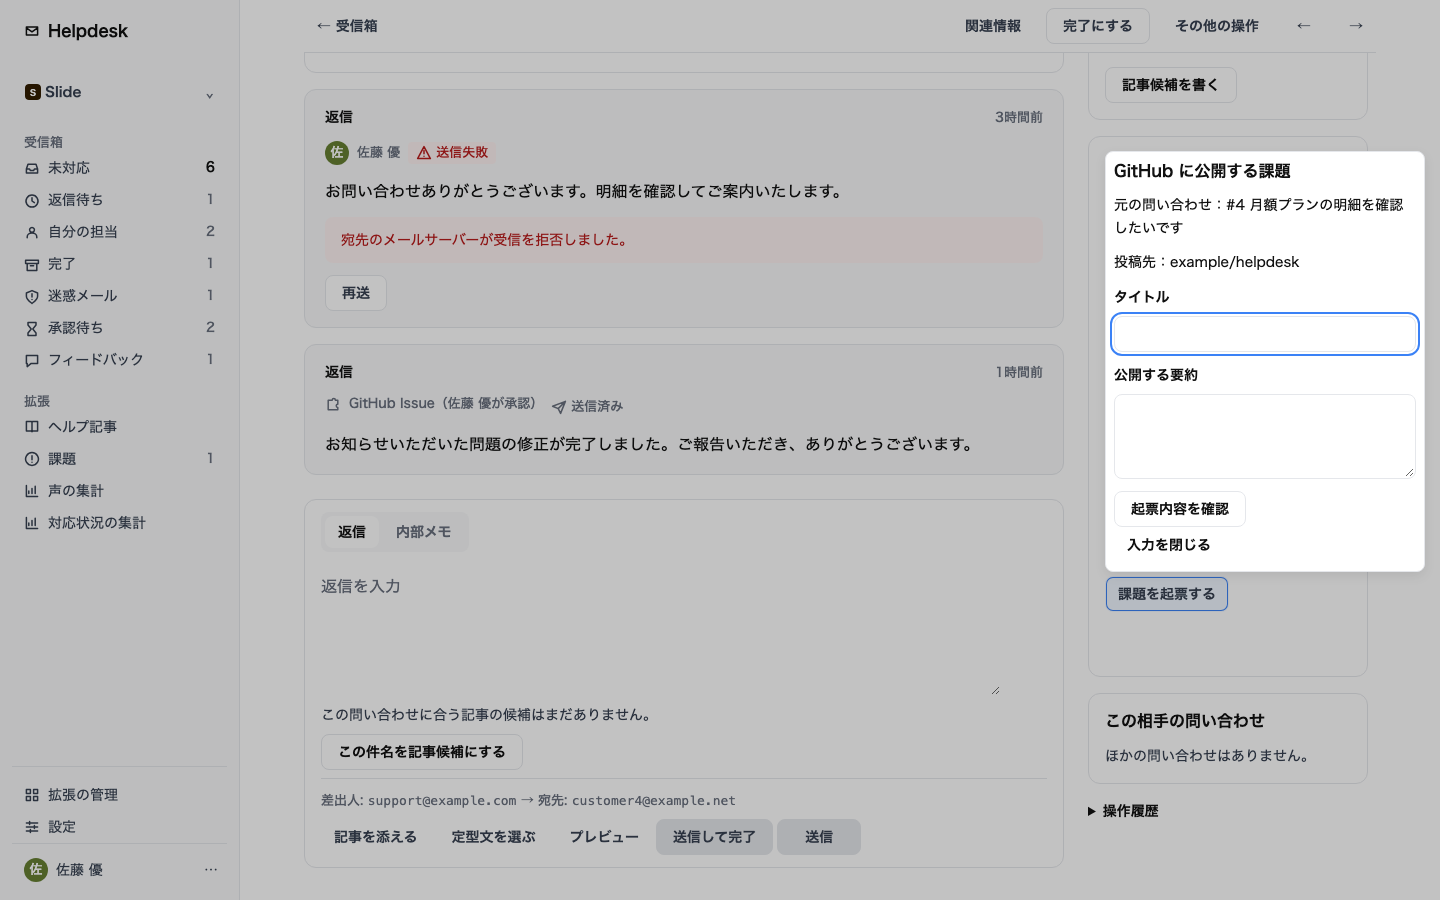 Helpdesk
S Slide
受信箱
未対応 6
返信待ち 1
自分の担当 2
完了 1
迷惑メール 1
承認待ち 2
フィードバック 1
拡張
ヘルプ記事
課題 1
声の集計
対応状況の集計
拡張の管理
設定
佐 佐藤 優 …
← 受信箱
関連情報 完了にする その他の操作 ← →
返信 3時間前
佐 佐藤 優 送信失敗
お問い合わせありがとうございます。明細を確認してご案内いたします。
宛先のメールサーバーが受信を拒否しました。
再送
返信 1時間前
GitHub Issue（佐藤 優が承認） 送信済み
お知らせいただいた問題の修正が完了しました。ご報告いただき、ありがとうございます。
返信 内部メモ
返信を入力
この問い合わせに合う記事の候補はまだありません。
この件名を記事候補にする
差出人: support@example.com → 宛先: customer4@example.net
記事を添える 定型文を選ぶ プレビュー 送信して完了 送信
記事候補を書く
GitHub に公開する課題
元の問い合わせ：#4 月額プランの明細を確認
したいです
投稿先：example/helpdesk
タイトル
公開する要約
起票内容を確認
入力を閉じる
課題を起票する
この相手の問い合わせ
ほかの問い合わせはありません。
▶ 操作履歴